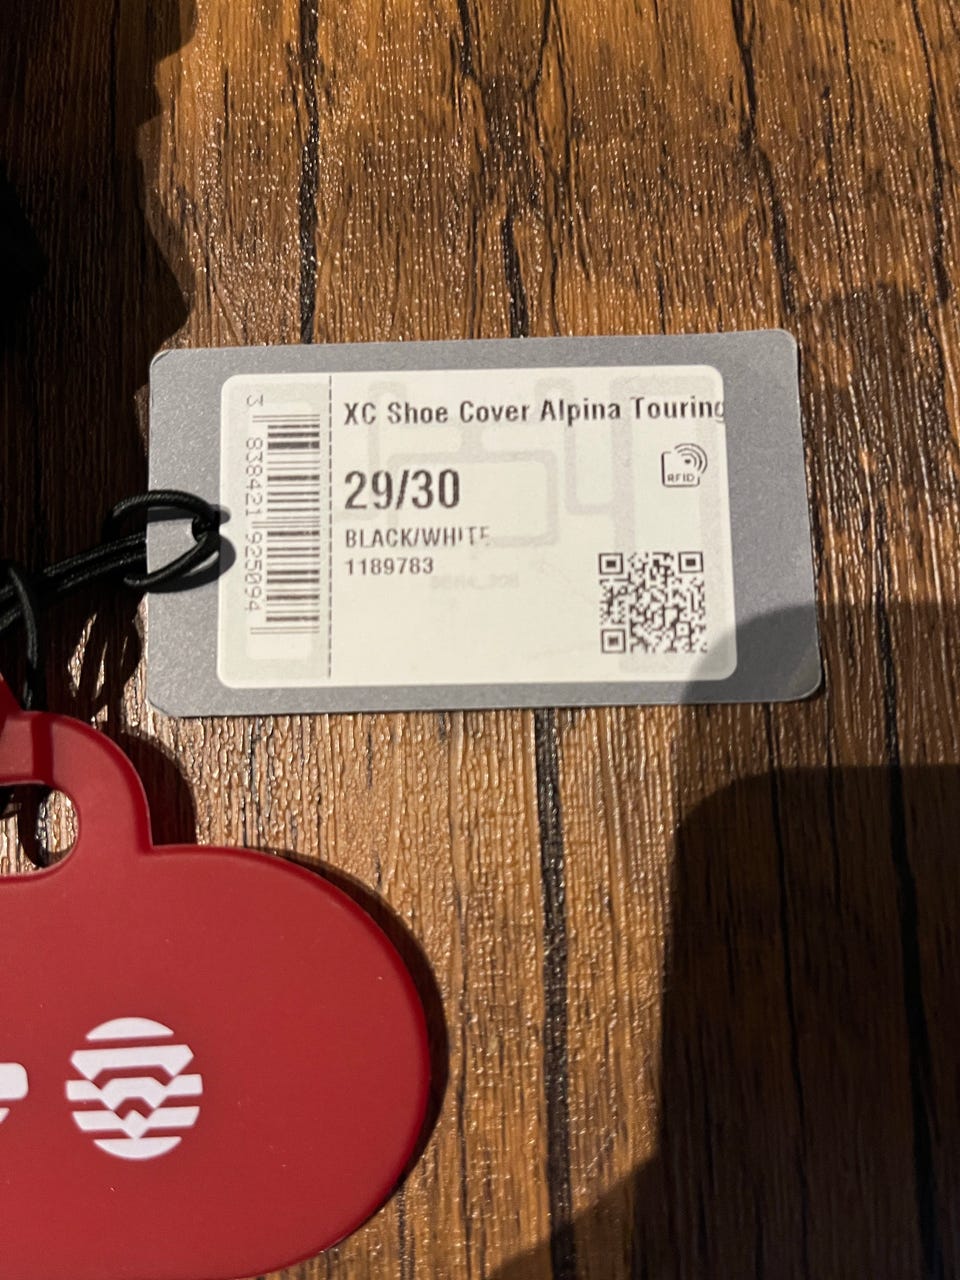 XC Shoe Cover Alpina Touring
29/30
BLACK/WHITE
1189783
RFID
3 838421 925094